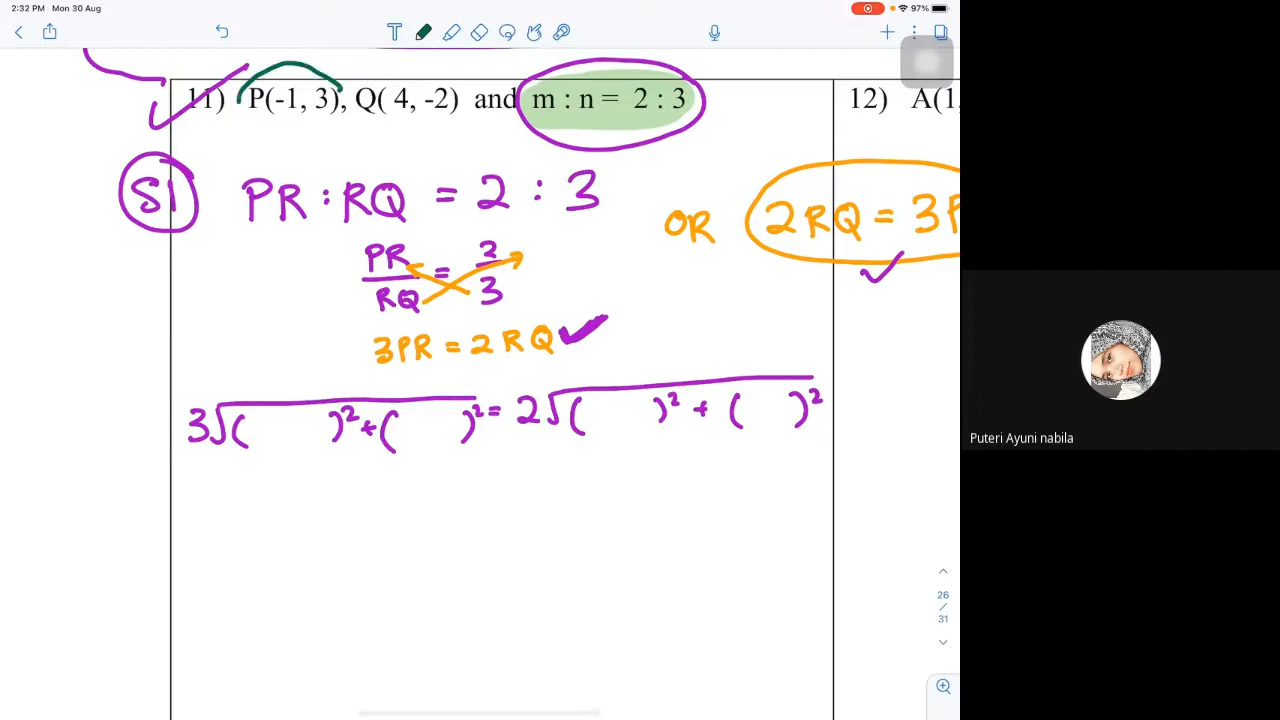 2:32 PM Mon 30 Aug 97%
11) P(-1, 3), Q( 4, -2) and m : n = 2 : 3
12) A(1,
S1 PR : RQ = 2 : 3
OR 2RQ = 3P
PR/RQ = 2/3
3PR = 2RQ
3√( )² + ( )² = 2√( )² + ( )²
Puteri Ayuni nabila
26
/
31